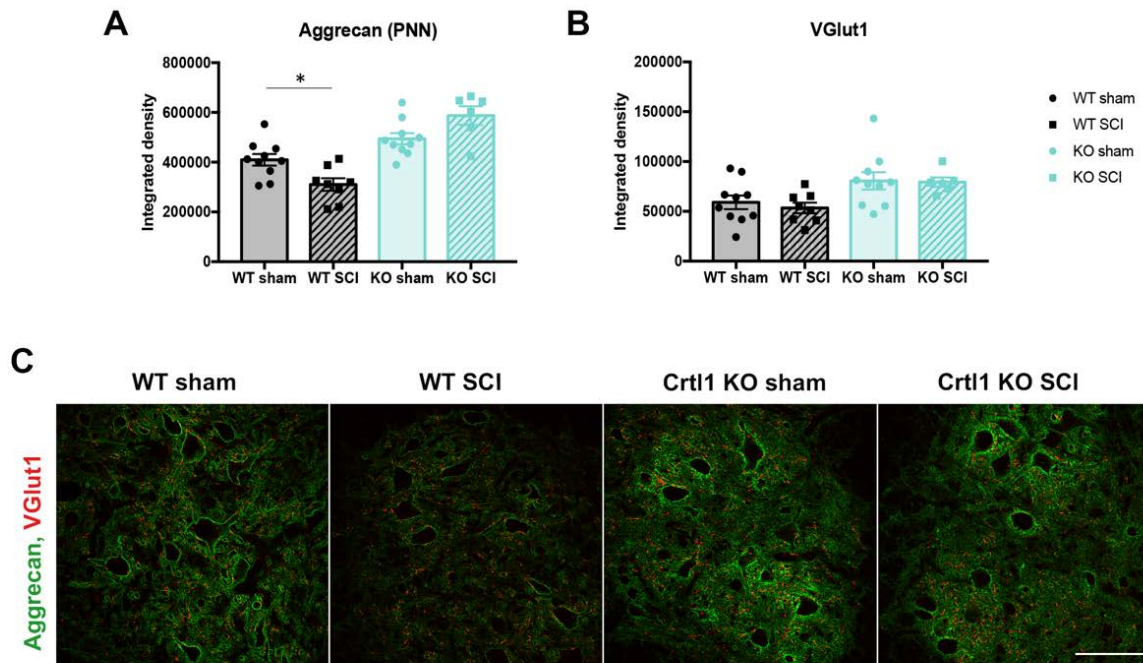 A
Aggrecan (PNN)
Integrated density
800000
600000
400000
200000
0
*
WT sham
WT SCI
KO sham
KO SCI
B
VGlut1
Integrated density
200000
150000
100000
50000
0
WT sham
WT SCI
KO sham
KO SCI
WT sham
WT SCI
KO sham
KO SCI
C
WT sham
WT SCI
Crtl1 KO sham
Crtl1 KO SCI
Aggrecan, VGlut1